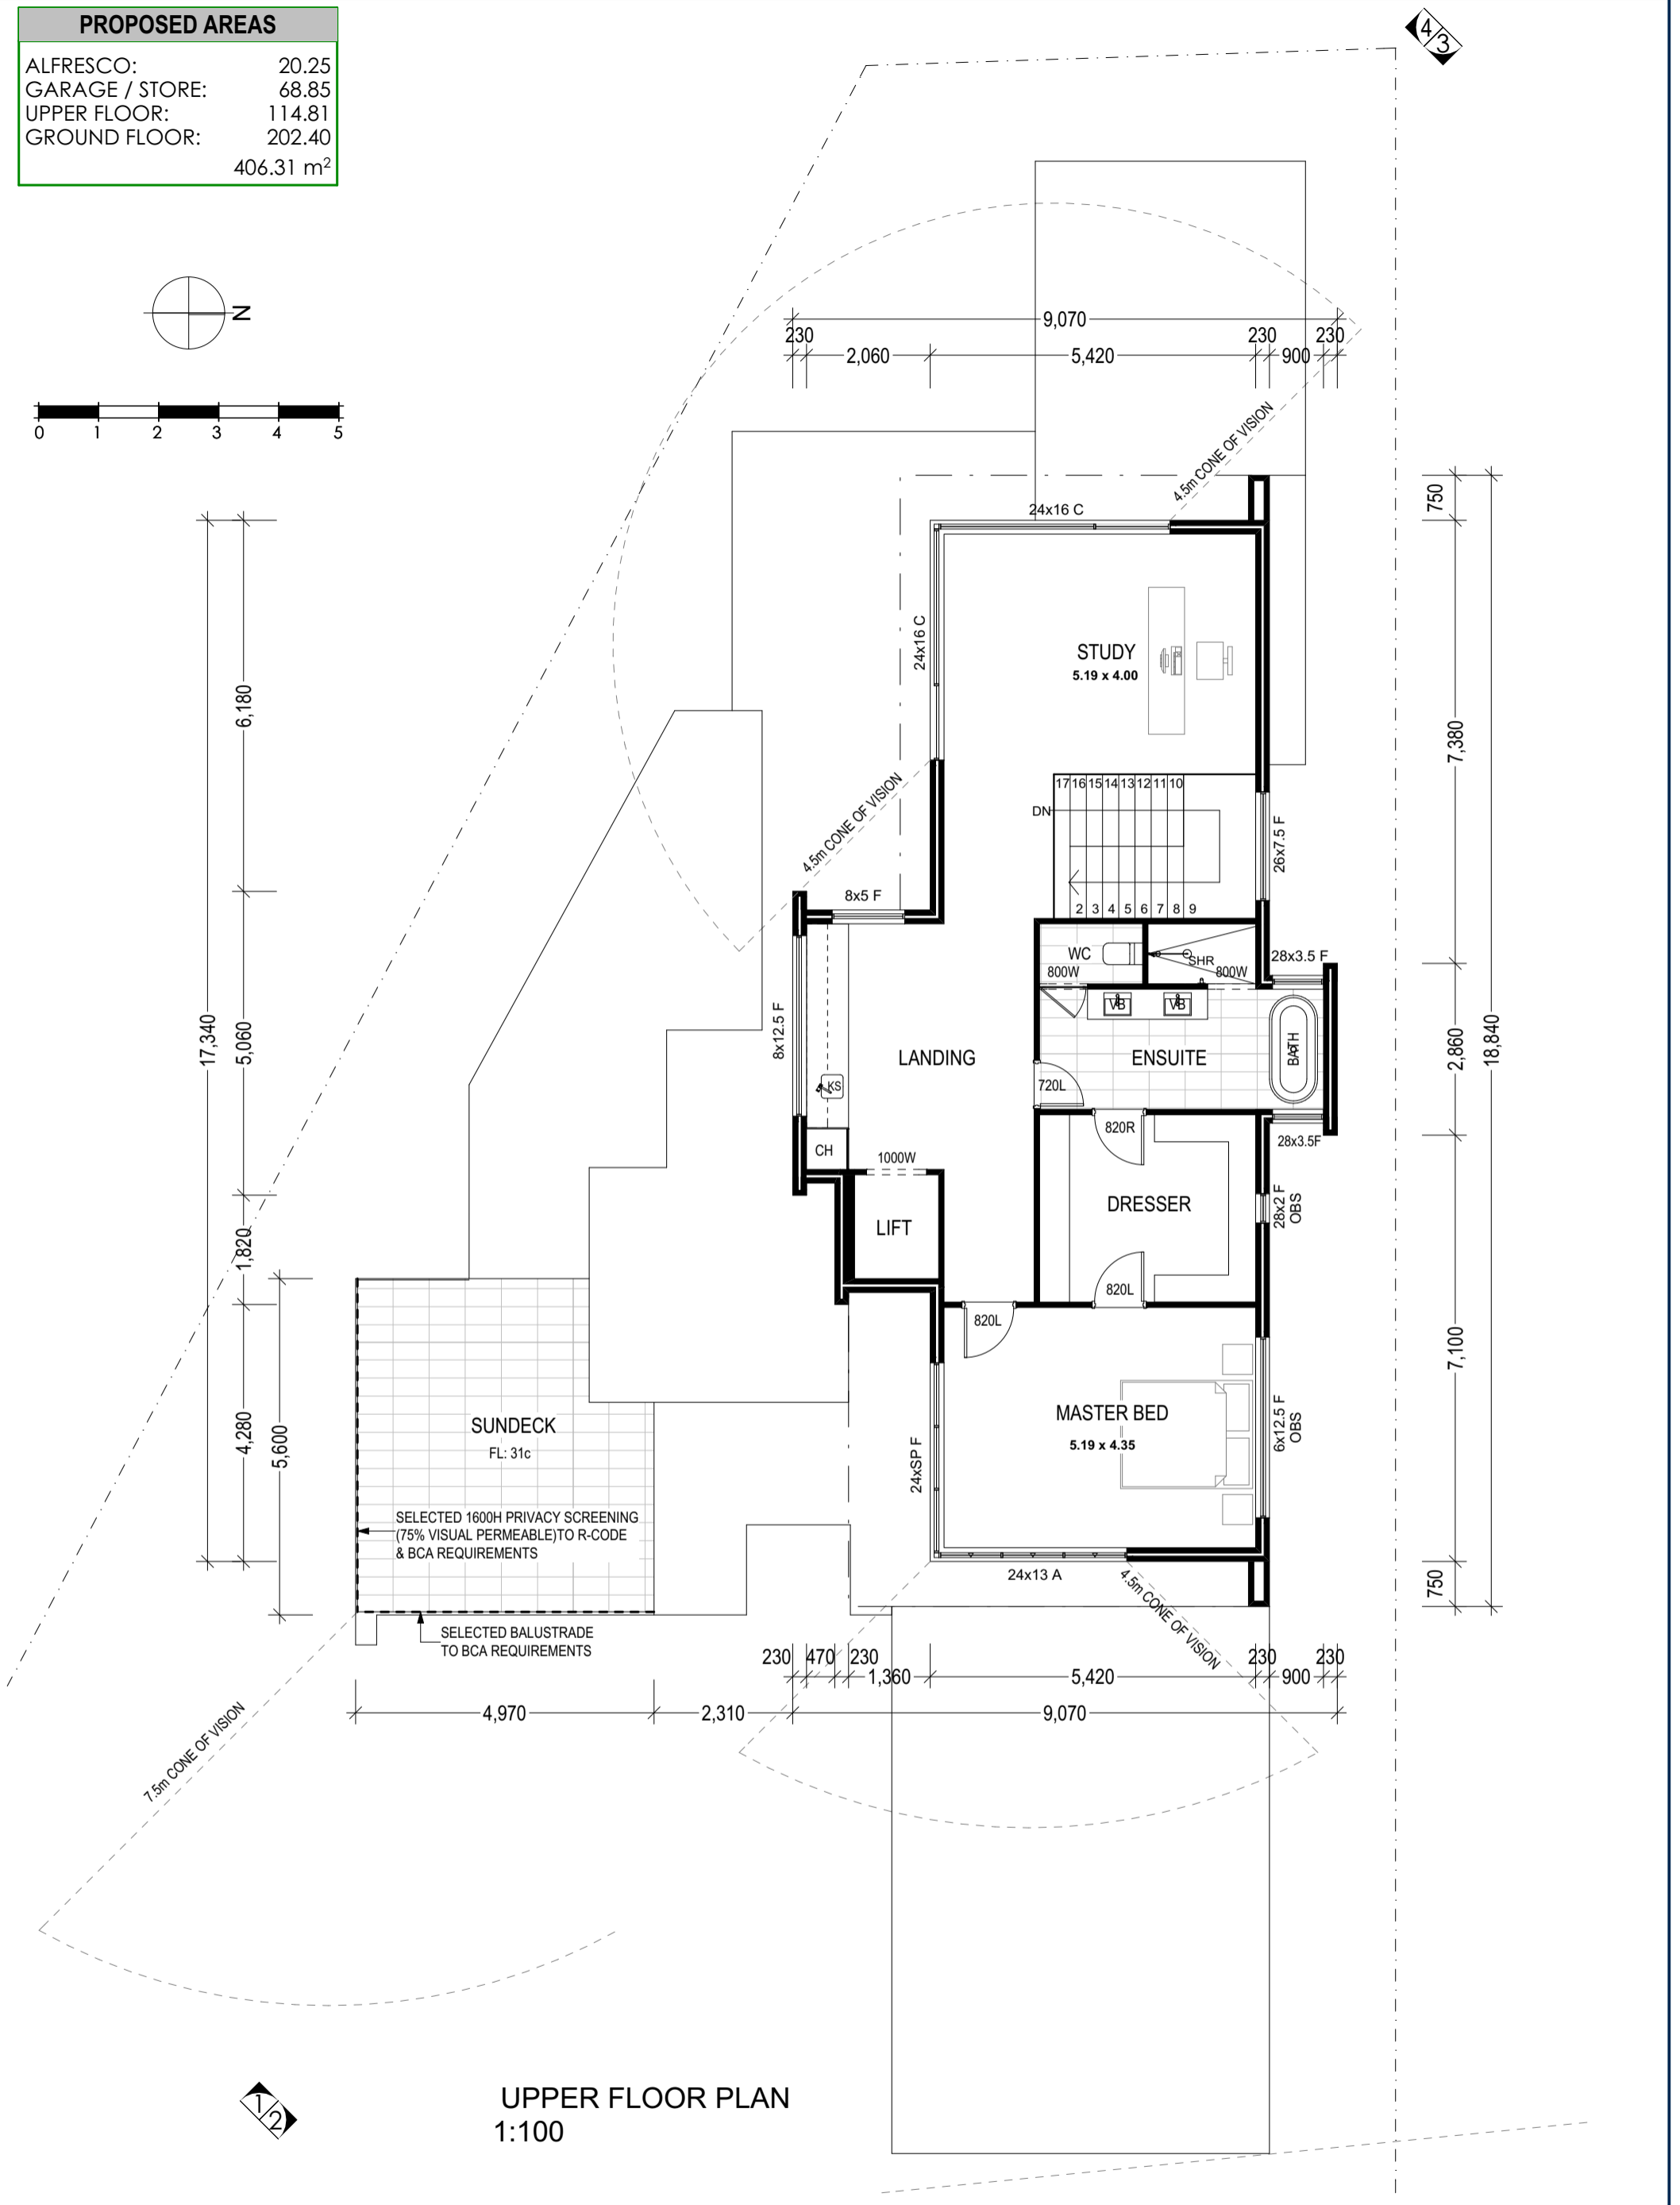 PROPOSED AREAS
ALFRESCO: 20.25
GARAGE / STORE: 68.85
UPPER FLOOR: 114.81
GROUND FLOOR: 202.40
406.31 m²
4
3
N
0 1 2 3 4 5
9,070
230 230 230
2,060 5,420 900
4.5m CONE OF VISION
24x16 C
750
24x16 C
STUDY
5.19 x 4.00
6,180
7,380
17 16 15 14 13 12 11 10
DN
4.5m CONE OF VISION
26x7.5 F
8x5 F
2 3 4 5 6 7 8 9
WC
SHR
28x3.5 F
800W 800W
VB VB
8x12.5 F
17,340
5,060
LANDING
ENSUITE
BATH
2,860
18,840
KS
720L
820R
28x3.5F
CH
1000W
DRESSER
28x2 F
OBS
LIFT
1,820
820L
820L
7,100
4,280
5,600
SUNDECK
FL: 31c
MASTER BED
5.19 x 4.35
24xSP F
6x12.5 F
OBS
SELECTED 1600H PRIVACY SCREENING
(75% VISUAL PERMEABLE)TO R-CODE
& BCA REQUIREMENTS
24x13 A
4.5m CONE OF VISION
750
SELECTED BALUSTRADE
TO BCA REQUIREMENTS
230 470 230 230 230
1,360 5,420 900
4,970 2,310 9,070
7.5m CONE OF VISION
UPPER FLOOR PLAN
1:100
1
2